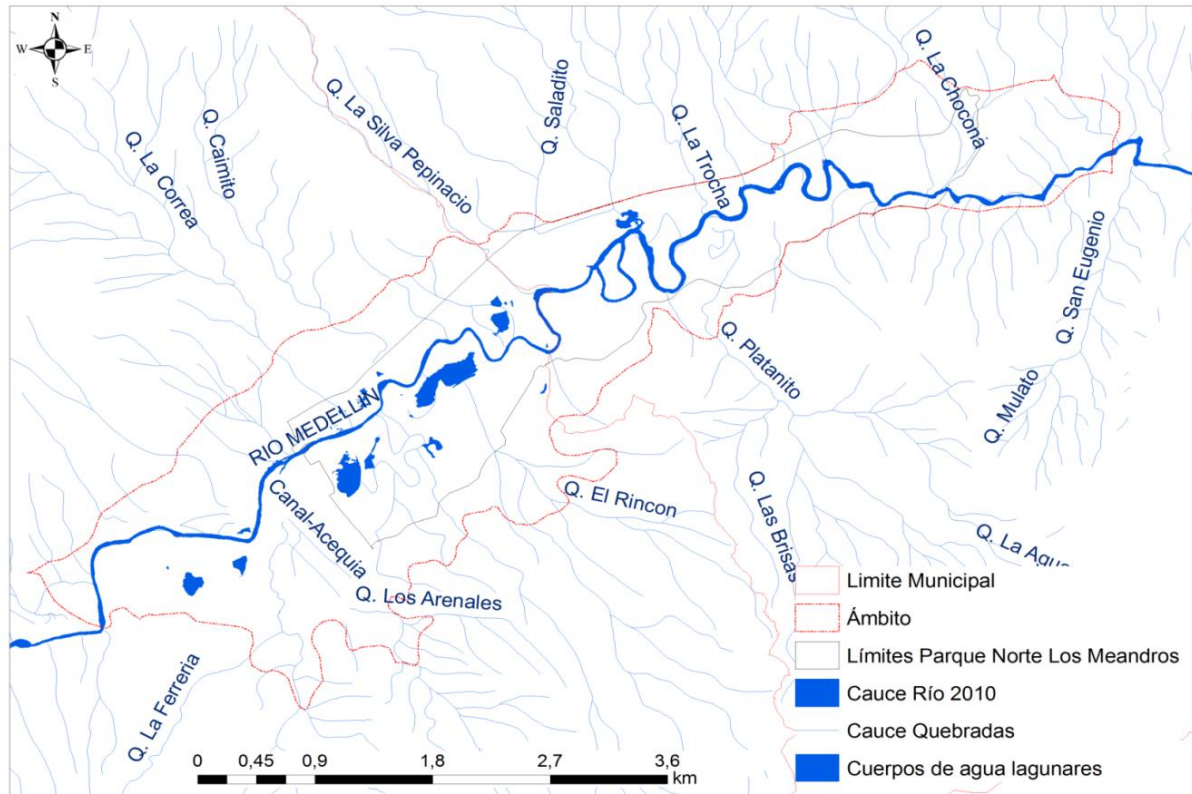 N
W E
S
Q. La Choconá
Q. Saladito
Q. La Silva Pepinacio
Q. Caimito
Q. La Correa
Q. La Trocha
Q. San Eugenio
Q. Platanito
Q. Mulato
RIO MEDELLIN
Canal-Acequia
Q. El Rincon
Q. Las Brisas
Q. La Agua
Q. Los Arenales
Q. La Ferreria
Limite Municipal
Ámbito
Límites Parque Norte Los Meandros
Cauce Río 2010
Cauce Quebradas
Cuerpos de agua lagunares
0 0,45 0,9 1,8 2,7 3,6
km